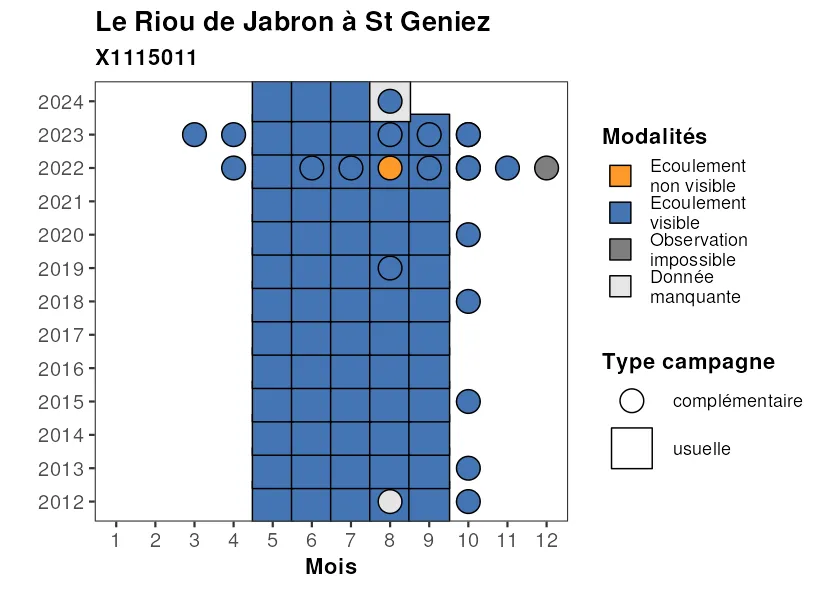 Le Riou de Jabron à St Geniez
X1115011
2024
2023
2022
2021
2020
2019
2018
2017
2016
2015
2014
2013
2012
1 2 3 4 5 6 7 8 9 10 11 12
Mois
Modalités
Ecoulement
non visible
Ecoulement
visible
Observation
impossible
Donnée
manquante
Type campagne
complémentaire
usuelle